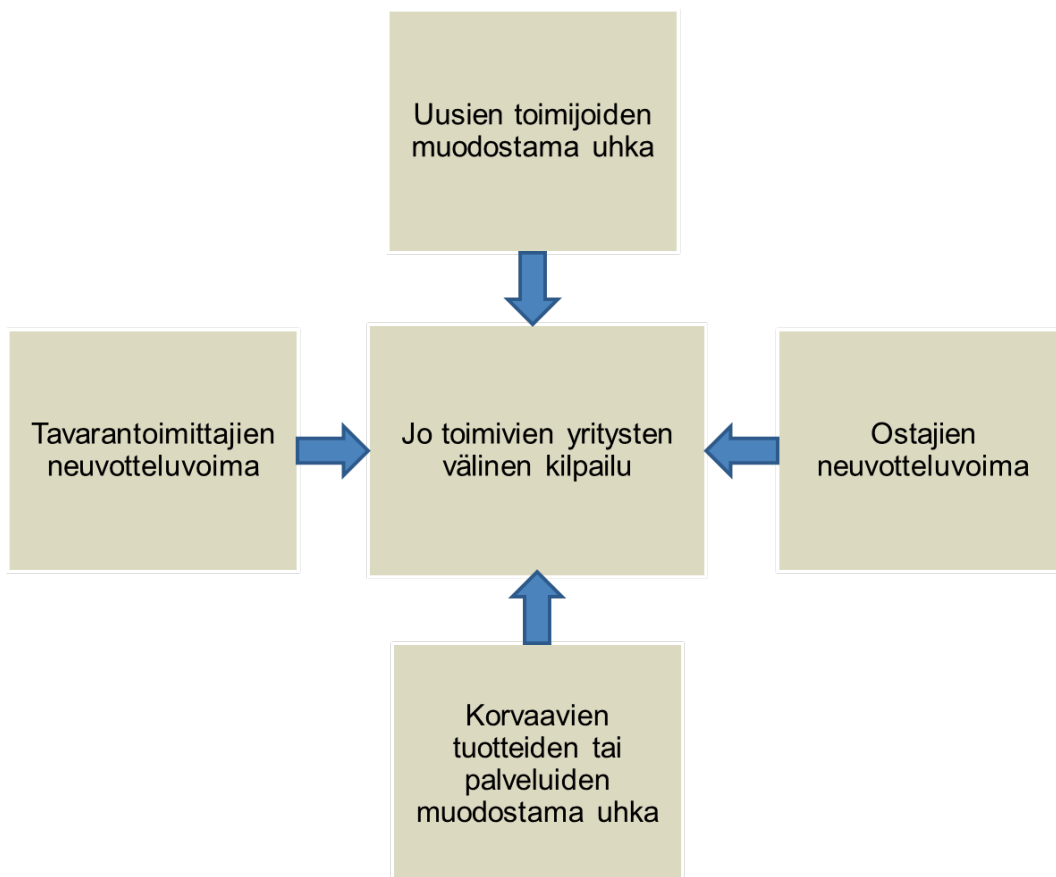 Uusien toimijoiden
muodostama uhka
Tavarantoimittajien
neuvotteluvoima
Jo toimivien yritysten
välinen kilpailu
Ostajien
neuvotteluvoima
Korvaavien
tuotteiden tai
palveluiden
muodostama uhka